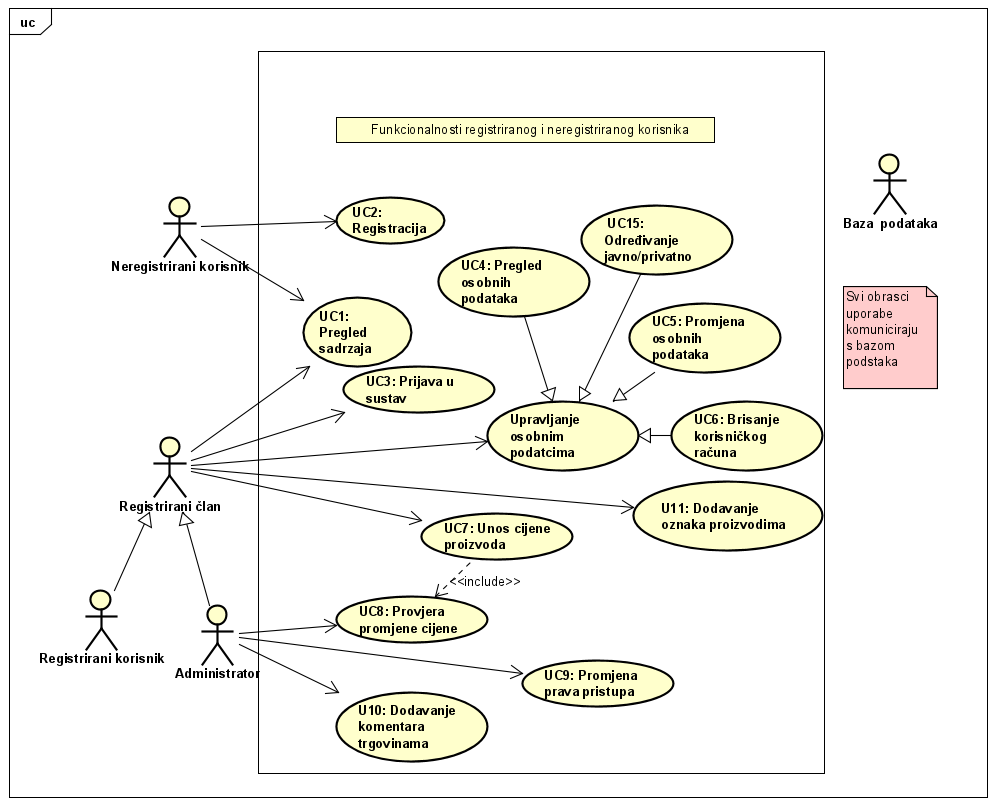 uc
Funkcionalnosti registriranog i neregistriranog korisnika
Neregistrirani korisnik
Baza podataka
UC2:
Registracija
UC15:
Određivanje
javno/privatno
UC4: Pregled
osobnih
podataka
Svi obrasci
uporabe
komuniciraju
s bazom
podstaka
UC1:
Pregled
sadrzaja
UC5: Promjena
osobnih
podataka
UC3: Prijava u
sustav
Upravljanje
osobnim
podatcima
UC6: Brisanje
korisničkog
računa
Registrirani član
U11: Dodavanje
oznaka proizvodima
UC7: Unos cijene
proizvoda
<<include>>
UC8: Provjera
promjene cijene
Registrirani korisnik
Administrator
UC9: Promjena
prava pristupa
U10: Dodavanje
komentara
trgovinama